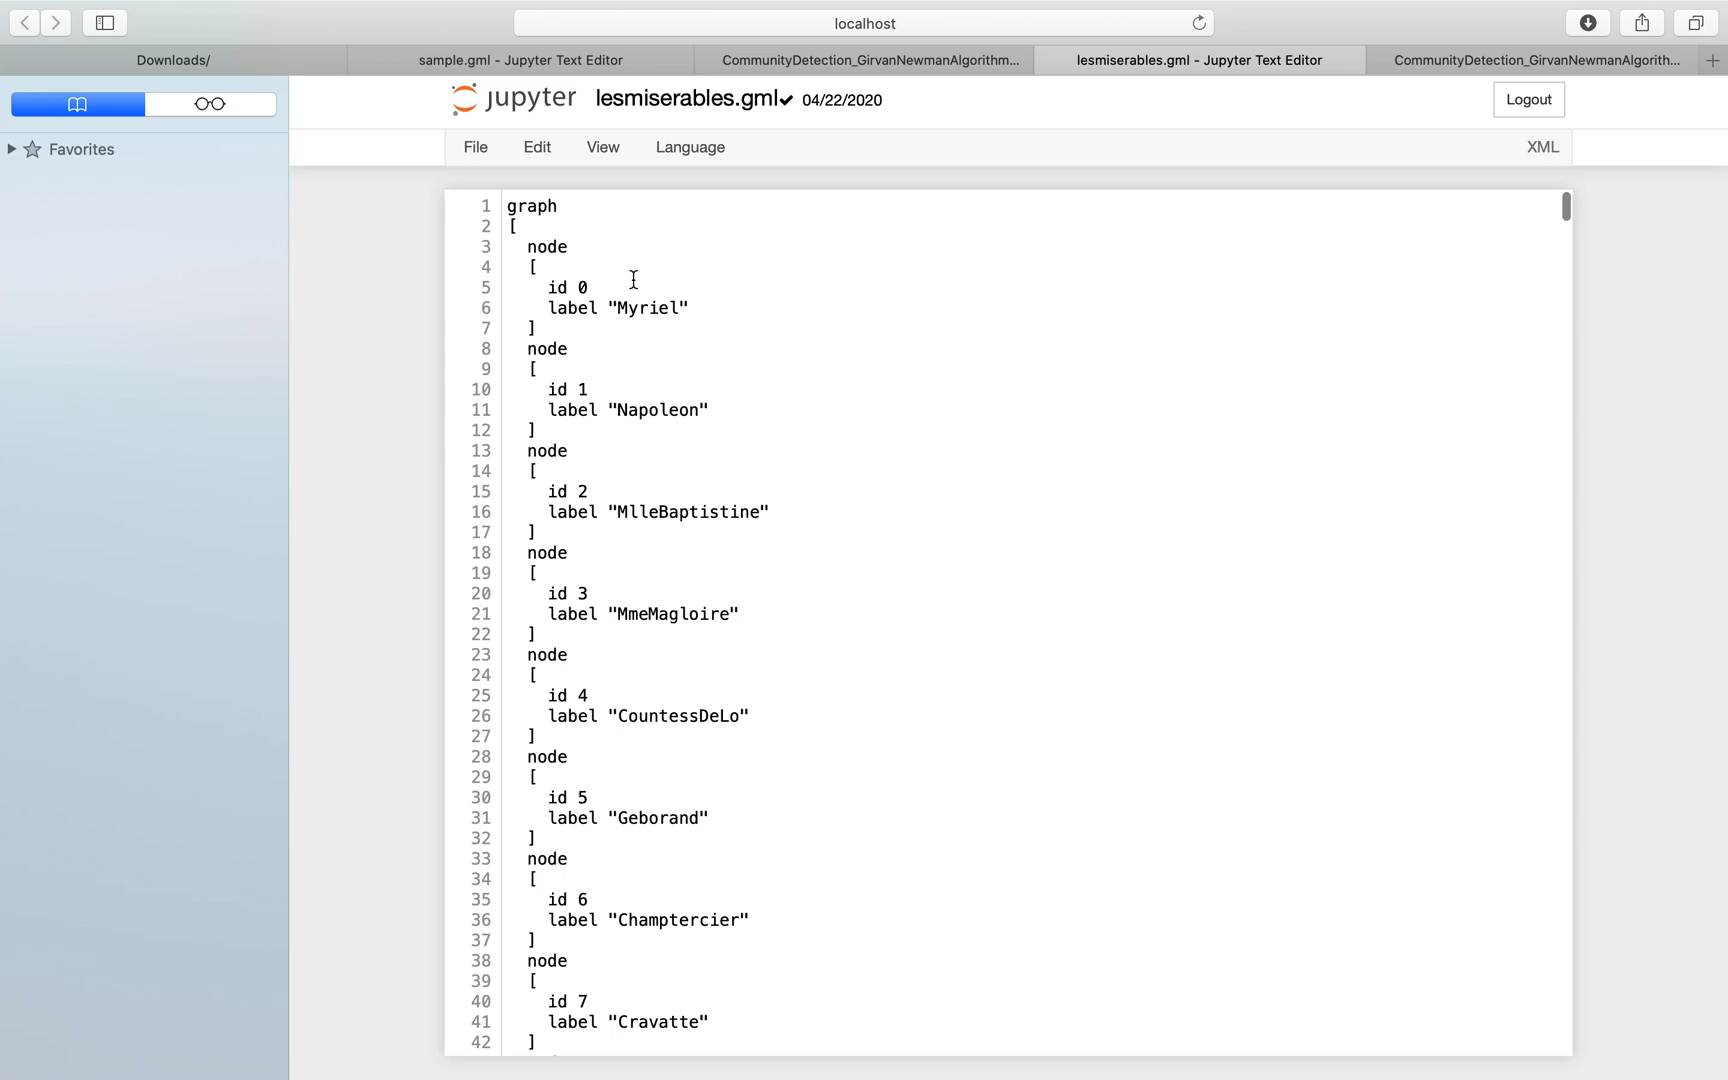 localhost
Downloads/
sample.gml - Jupyter Text Editor
CommunityDetection_GirvanNewmanAlgorithm...
lesmiserables.gml - Jupyter Text Editor
CommunityDetection_GirvanNewmanAlgorith...
Favorites
jupyter lesmiserables.gml✔ 04/22/2020
Logout
File Edit View Language XML
1 graph
2 [
3 node
4 [
5 id 0
6 label "Myriel"
7 ]
8 node
9 [
10 id 1
11 label "Napoleon"
12 ]
13 node
14 [
15 id 2
16 label "MlleBaptistine"
17 ]
18 node
19 [
20 id 3
21 label "MmeMagloire"
22 ]
23 node
24 [
25 id 4
26 label "CountessDeLo"
27 ]
28 node
29 [
30 id 5
31 label "Geborand"
32 ]
33 node
34 [
35 id 6
36 label "Champtercier"
37 ]
38 node
39 [
40 id 7
41 label "Cravatte"
42 ]